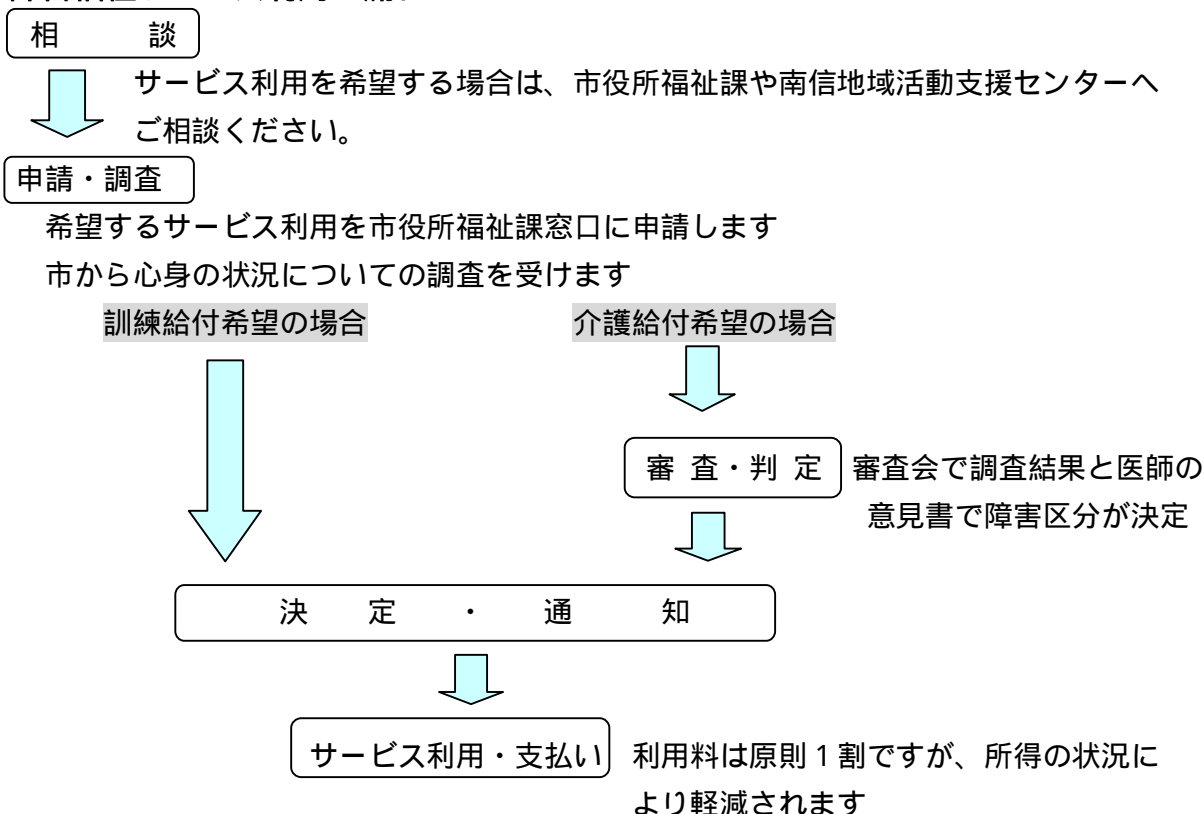 相　　談
サービス利用を希望する場合は、市役所福祉課や南信地域活動支援センターへ
ご相談ください。
申請・調査
希望するサービス利用を市役所福祉課窓口に申請します
市から心身の状況についての調査を受けます
訓練給付希望の場合　介護給付希望の場合
審 査・判 定　審査会で調査結果と医師の
意見書で障害区分が決定
決　定　・　通　知
サービス利用・支払い　利用料は原則1割ですが、所得の状況に
より軽減されます